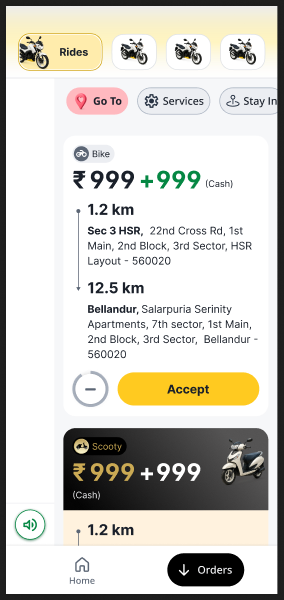 Rides
Go To
Services
Stay In
Bike
₹ 999 +999 (Cash)
1.2 km
Sec 3 HSR, 22nd Cross Rd, 1st
Main, 2nd Block, 3rd Sector, HSR
Layout - 560020
12.5 km
Bellandur, Salarpuria Serinity
Apartments, 7th sector, 1st Main,
2nd Block, 3rd Sector, Bellandur -
560020
Accept
Scooty
₹ 999 +999
(Cash)
1.2 km
Home
Orders